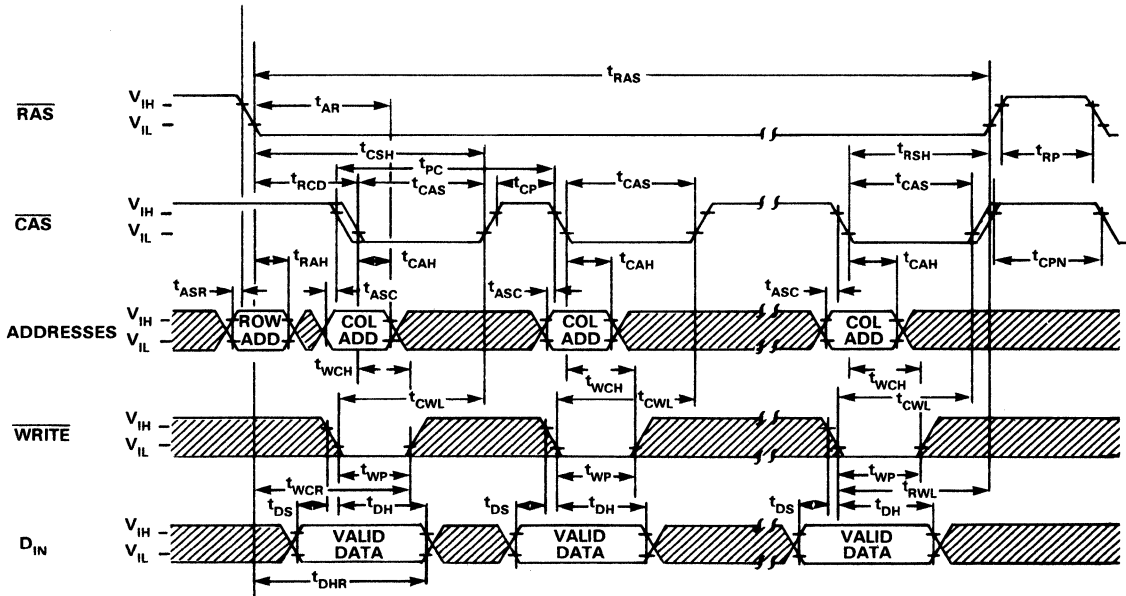 tRAS
RAS
VIH
VIL
tAR
tCSH
tPC
tRSH
tRP
tRCD
tCAS
tCP
tCAS
tCAS
CAS
VIH
VIL
tRAH
tCAH
tCAH
tCAH
tCPN
tASR
tASC
tASC
tASC
ADDRESSES
VIH
VIL
ROW ADD
COL ADD
COL ADD
COL ADD
tWCH
tWCH
tWCH
tCWL
tCWL
tCWL
WRITE
VIH
VIL
tWP
tWP
tWP
tWCR
tRWL
tDS
tDH
tDS
tDH
tDS
tDH
DIN
VIH
VIL
VALID DATA
VALID DATA
VALID DATA
tDHR